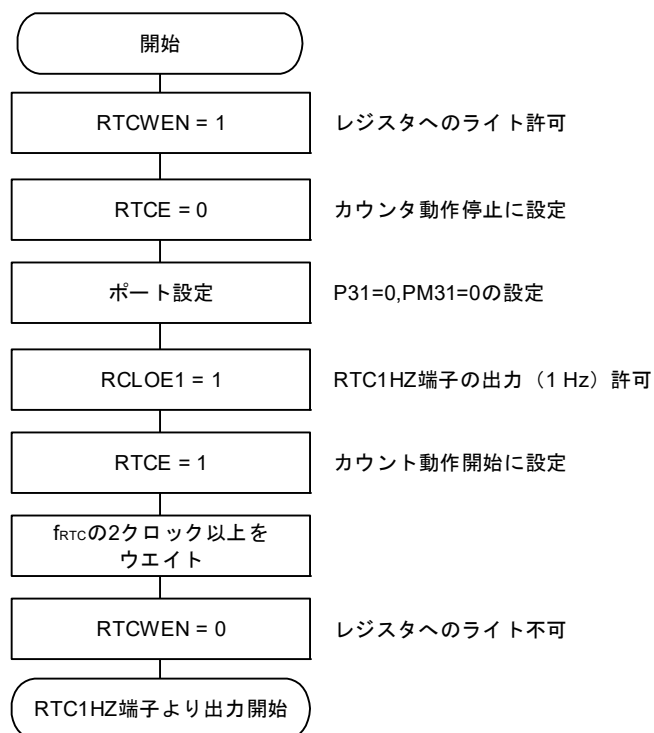 開始
RTCWEN = 1
レジスタへのライト許可
RTCE = 0
カウンタ動作停止に設定
ポート設定
P31=0,PM31=0の設定
RCLOE1 = 1
RTC1HZ端子の出力（1 Hz）許可
RTCE = 1
カウント動作開始に設定
fRTCの2クロック以上を
ウエイト
RTCWEN = 0
レジスタへのライト不可
RTC1HZ端子より出力開始